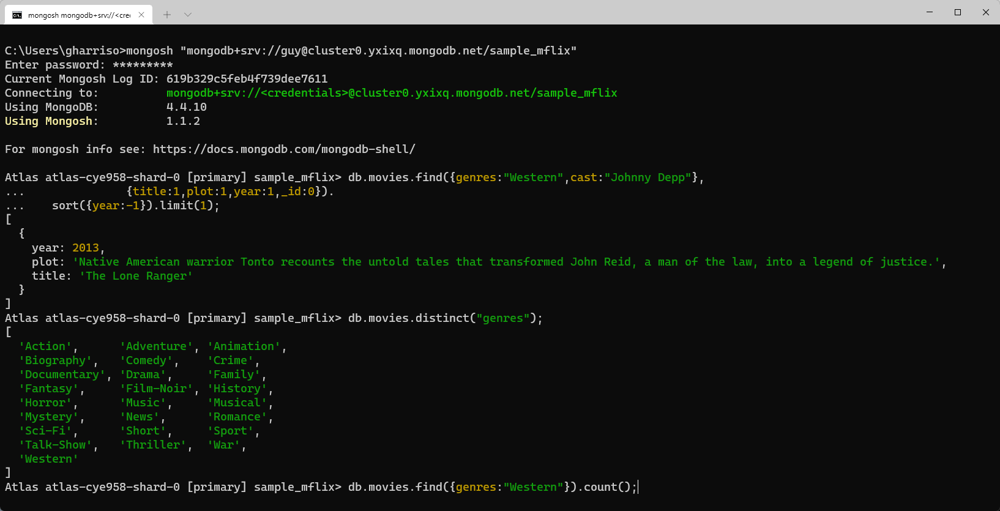 mongosh mongodb+srv://<cre
C:\Users\gharriso>mongosh "mongodb+srv://guy@cluster0.yxixq.mongodb.net/sample_mflix"
Enter password: *********
Current Mongosh Log ID: 619b329c5feb4f739dee7611
Connecting to:          mongodb+srv://<credentials>@cluster0.yxixq.mongodb.net/sample_mflix
Using MongoDB:          4.4.10
Using Mongosh:          1.1.2
For mongosh info see: https://docs.mongodb.com/mongodb-shell/
Atlas atlas-cye958-shard-0 [primary] sample_mflix> db.movies.find({genres:"Western",cast:"Johnny Depp"},
...               {title:1,plot:1,year:1,_id:0}).
...    sort({year:-1}).limit(1);
[
  {
    year: 2013,
    plot: 'Native American warrior Tonto recounts the untold tales that transformed John Reid, a man of the law, into a legend of justice.',
    title: 'The Lone Ranger'
  }
]
Atlas atlas-cye958-shard-0 [primary] sample_mflix> db.movies.distinct("genres");
[
  'Action',      'Adventure', 'Animation',
  'Biography',   'Comedy',    'Crime',
  'Documentary', 'Drama',     'Family',
  'Fantasy',     'Film-Noir', 'History',
  'Horror',      'Music',     'Musical',
  'Mystery',     'News',      'Romance',
  'Sci-Fi',      'Short',     'Sport',
  'Talk-Show',   'Thriller',  'War',
  'Western'
]
Atlas atlas-cye958-shard-0 [primary] sample_mflix> db.movies.find({genres:"Western"}).count();